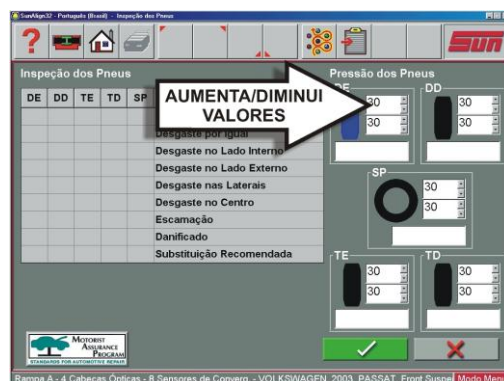 SunAlign32 - Português (Brasil) - Inspeção dos Pneus
?
sun
Inspeção dos Pneus
Pressão dos Pneus
DE DD TE TD SP
AUMENTA/DIMINUI
VALORES
Desgaste por Igual
Desgaste no Lado Interno
Desgaste no Lado Externo
Desgaste nas Laterais
Desgaste no Centro
Escamação
Danificado
Substituição Recomendada
DE
30
30
DD
30
30
SP
30
30
TE
30
30
TD
30
30
MOTORIST
ASSURANCE
PROGRAM
STANDARDS FOR AUTOMOTIVE REPAIR
Rampa A - 4 Cabeças Ópticas - 8 Sensores de Converg. - VOLKSWAGEN, 2003, PASSAT, Front Suspe Modo Menu